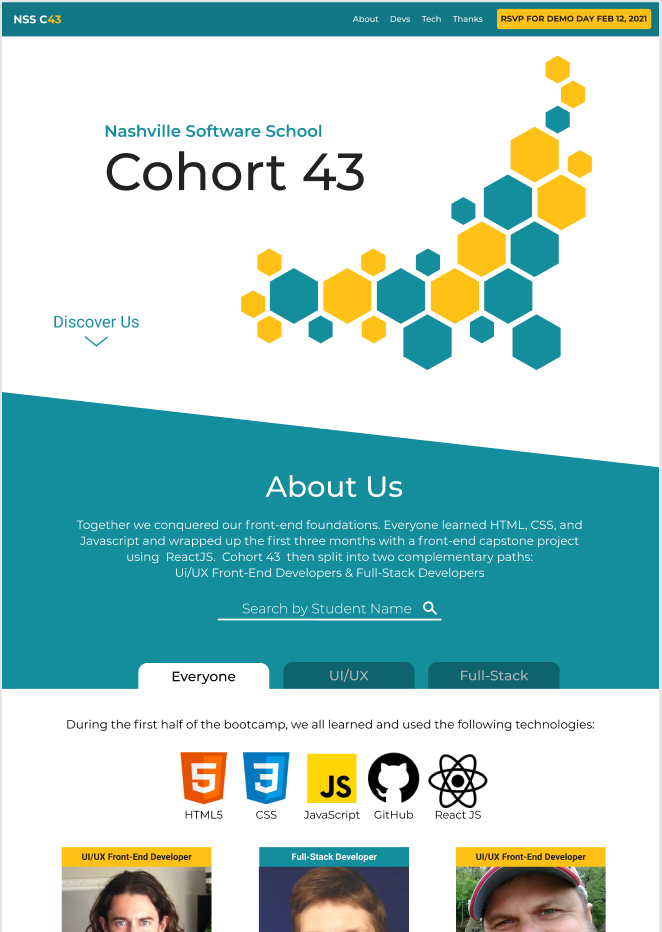 NSS C43
About Devs Tech Thanks
RSVP FOR DEMO DAY FEB 12, 2021
Nashville Software School
Cohort 43
Discover Us
About Us
Together we conquered our front-end foundations. Everyone learned HTML, CSS, and
Javascript and wrapped up the first three months with a front-end capstone project
using ReactJS. Cohort 43 then split into two complementary paths:
Ui/UX Front-End Developers & Full-Stack Developers
Search by Student Name
Everyone
UI/UX
Full-Stack
During the first half of the bootcamp, we all learned and used the following technologies:
5
3
JS
HTML5
CSS
JavaScript
GitHub
React JS
UI/UX Front-End Developer
Full-Stack Developer
UI/UX Front-End Developer